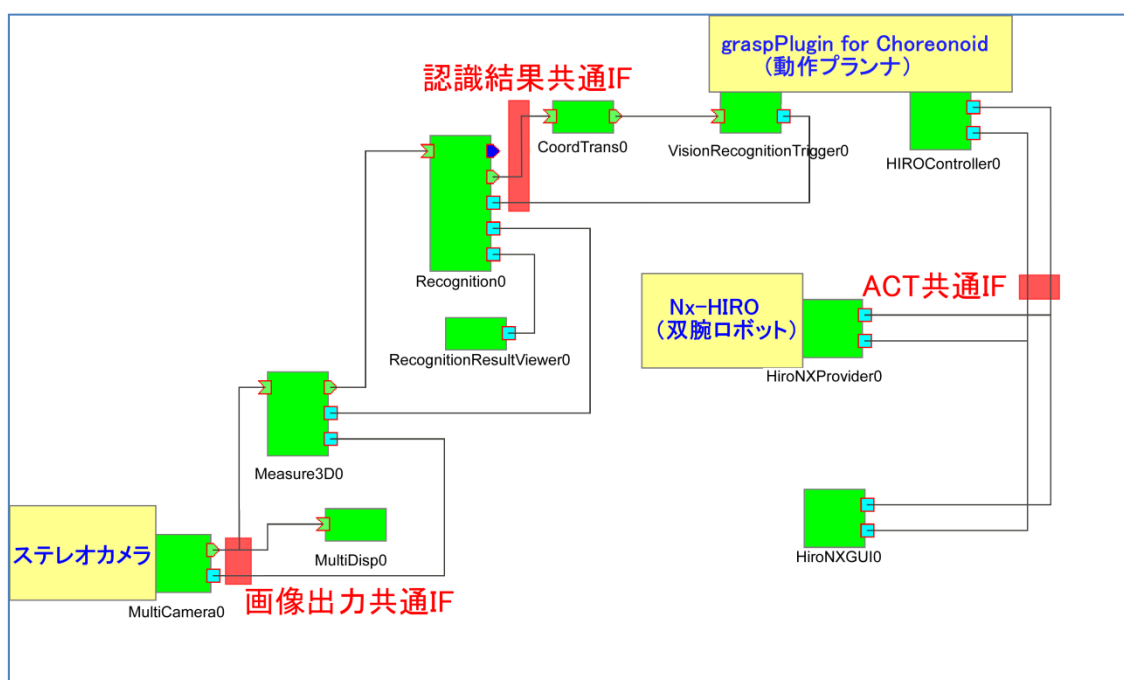 graspPlugin for Choreonoid
（動作プランナ）
認識結果共通IF
CoordTrans0
VisionRecognitionTrigger0
HIROController0
Recognition0
ACT共通IF
Nx-HIRO
（双腕ロボット）
RecognitionResultViewer0
HiroNXProvider0
Measure3D0
ステレオカメラ
MultiDisp0
HiroNXGUI0
MultiCamera0
画像出力共通IF